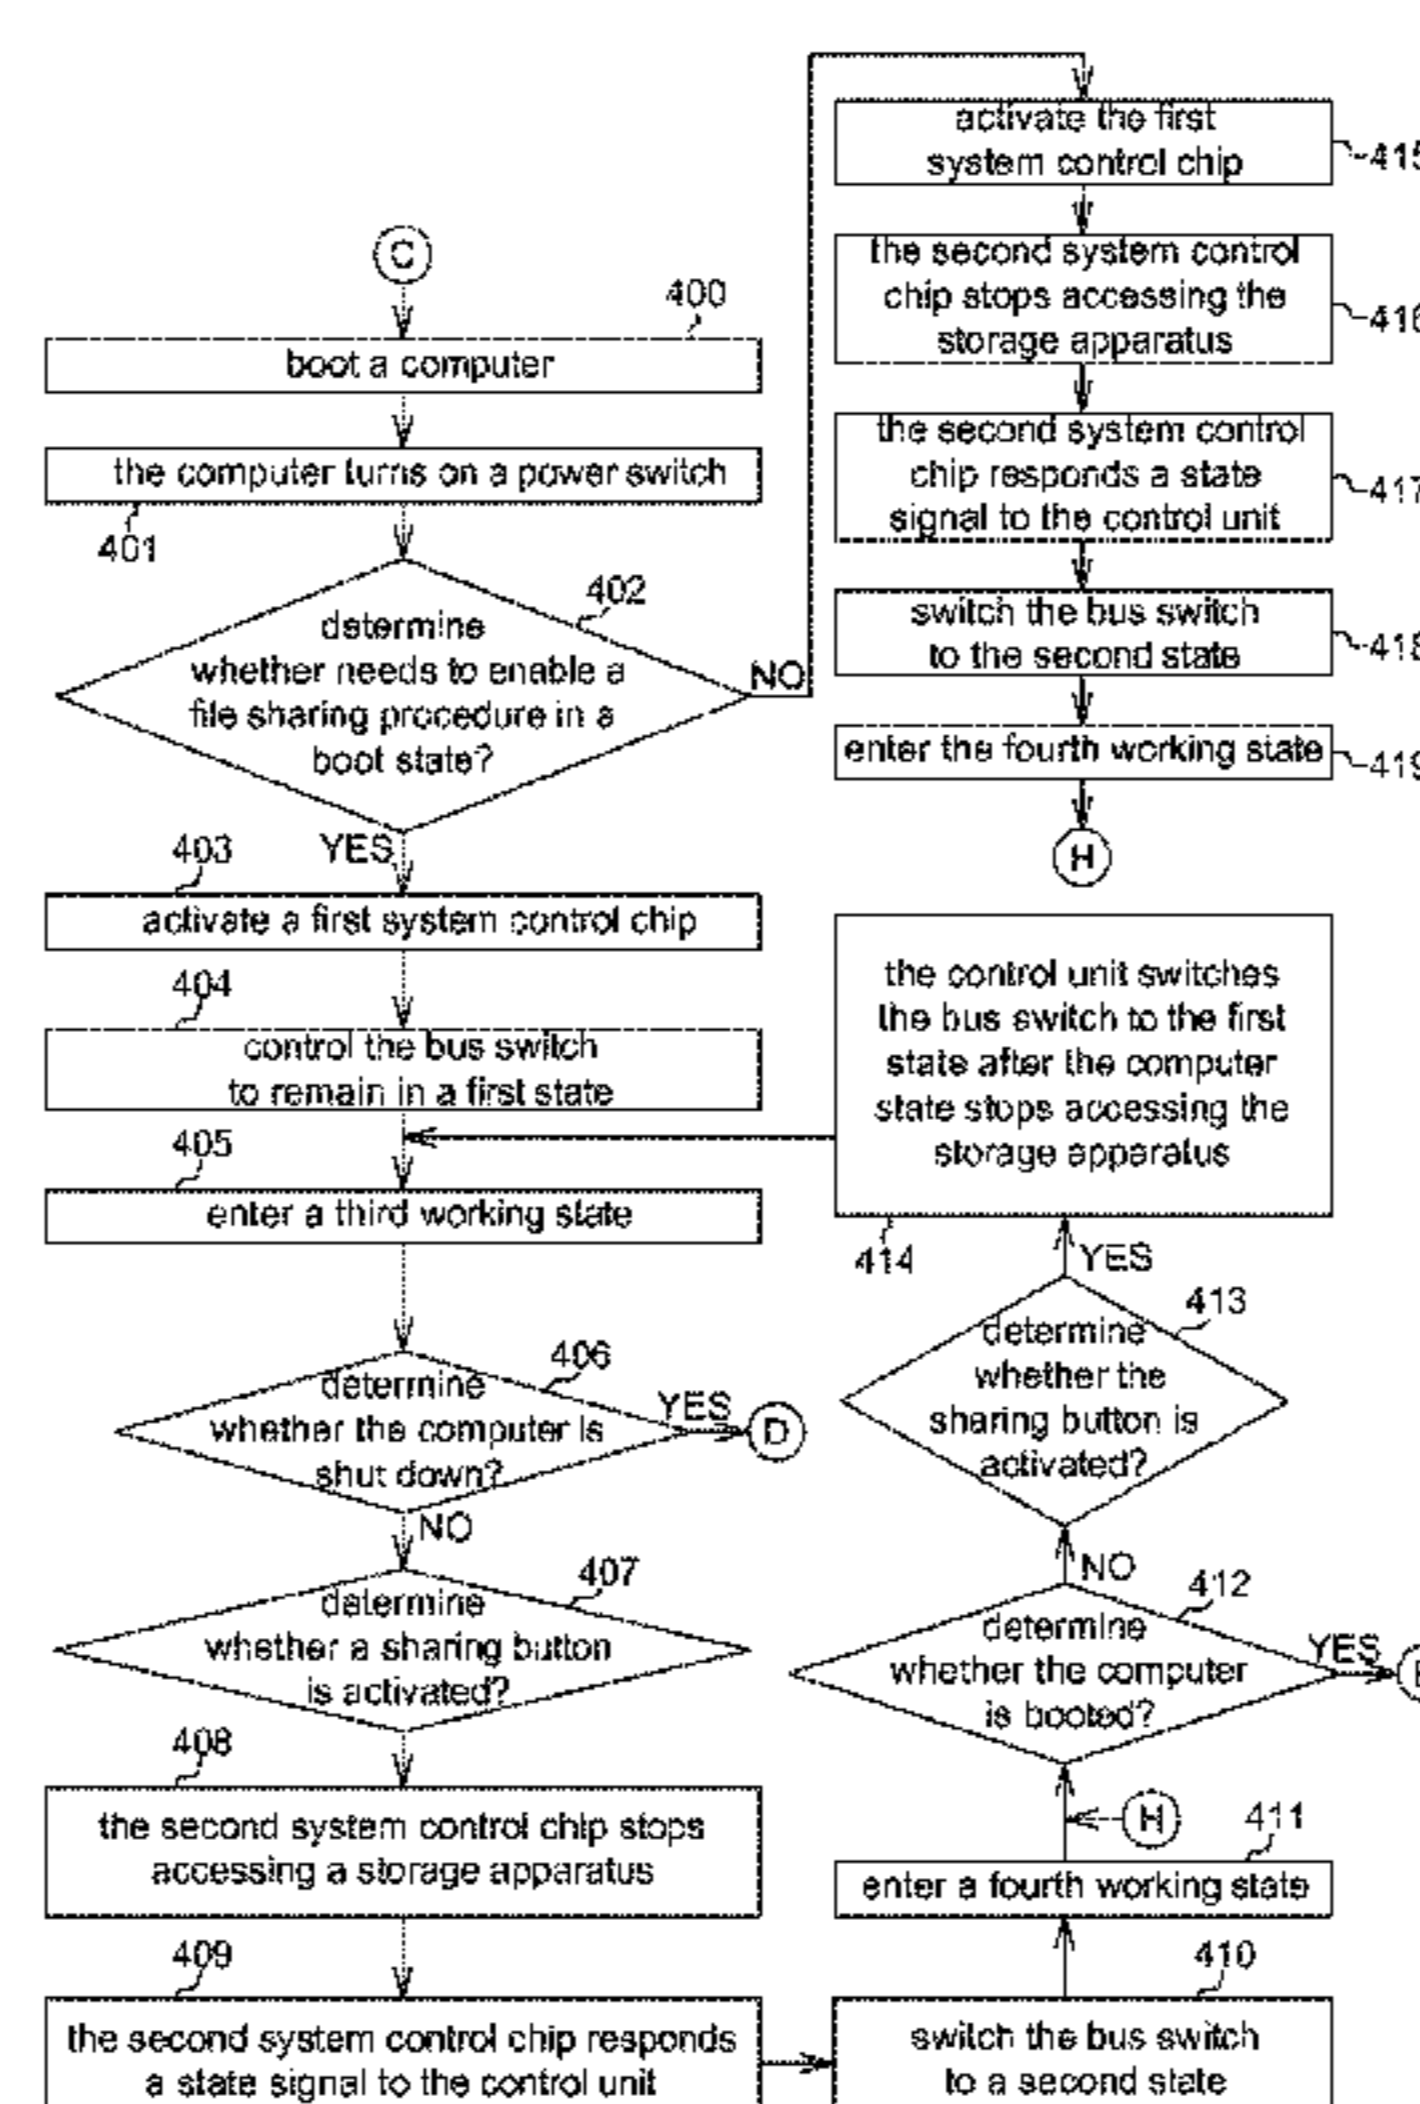 C
400
boot a computer
the computer turns on a power switch
401
402
determine
whether needs to enable a
file sharing procedure in a
boot state?
NO
YES
403
activate a first system control chip
404
control the bus switch
to remain in a first state
405
enter a third working state
406
determine
whether the computer is
shut down?
YES
D
NO
407
determine
whether a sharing button
is activated?
408
the second system control chip stops
accessing a storage apparatus
409
the second system control chip responds
a state signal to the control unit
410
switch the bus switch
to a second state
411
enter a fourth working state
H
412
determine
whether the computer
is booted?
YES
NO
413
determine
whether the
sharing button is
activated?
YES
414
the control unit switches
the bus switch to the first
state after the computer
state stops accessing the
storage apparatus
activate the first
system control chip
415
the second system control
chip stops accessing the
storage apparatus
416
the second system control
chip responds a state
signal to the control unit
417
switch the bus switch
to the second state
418
enter the fourth working state
419
H